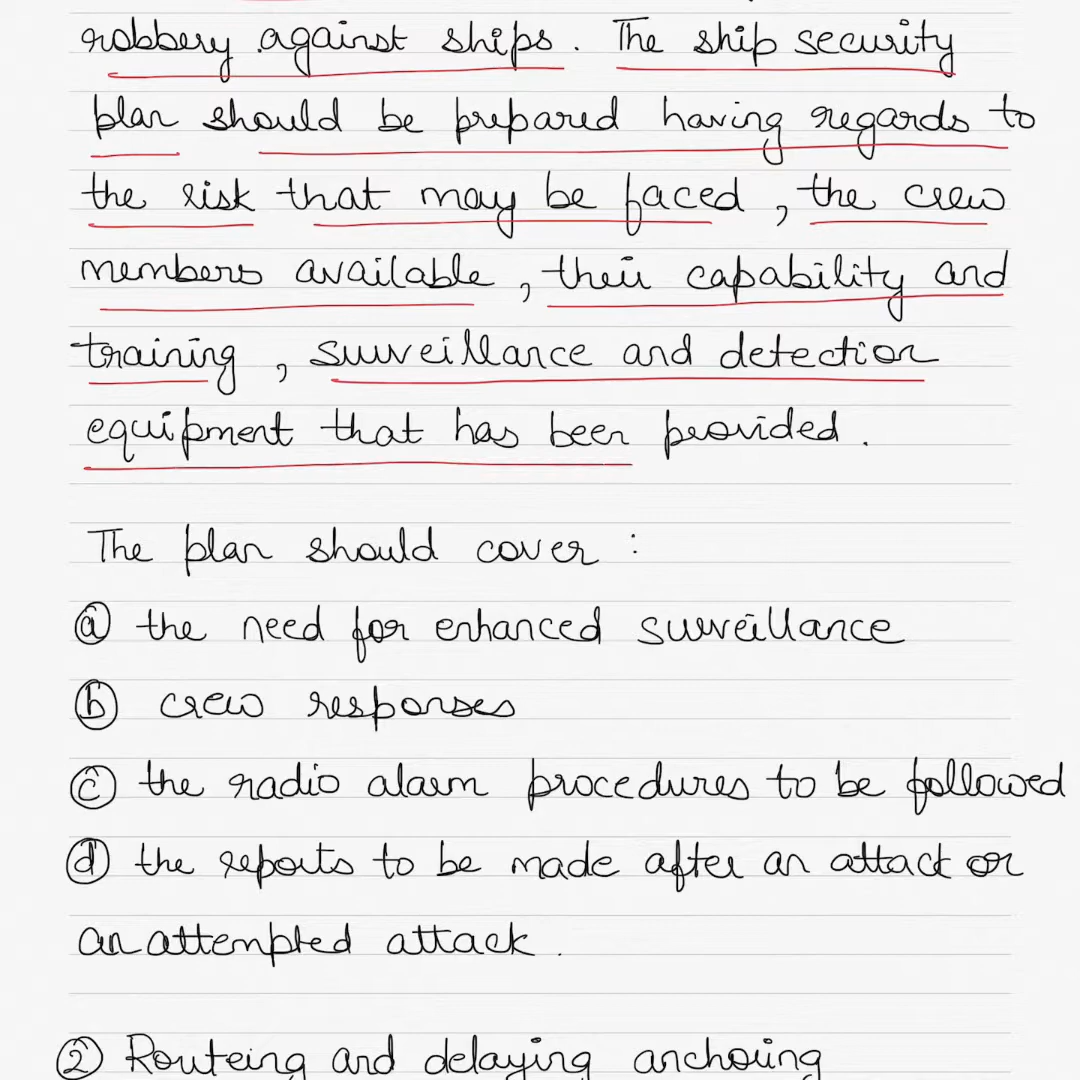 robbery against ships. The ship security
plan should be prepared having regards to
the risk that may be faced, the crew
members available, their capability and
training, surveillance and detection
equipment that has been provided.
The plan should cover:
(a) the need for enhanced surveillance
(b) crew responses
(c) the radio alarm procedures to be followed
(d) the reports to be made after an attack or
an attempted attack.
(2) Routeing and delaying anchoring